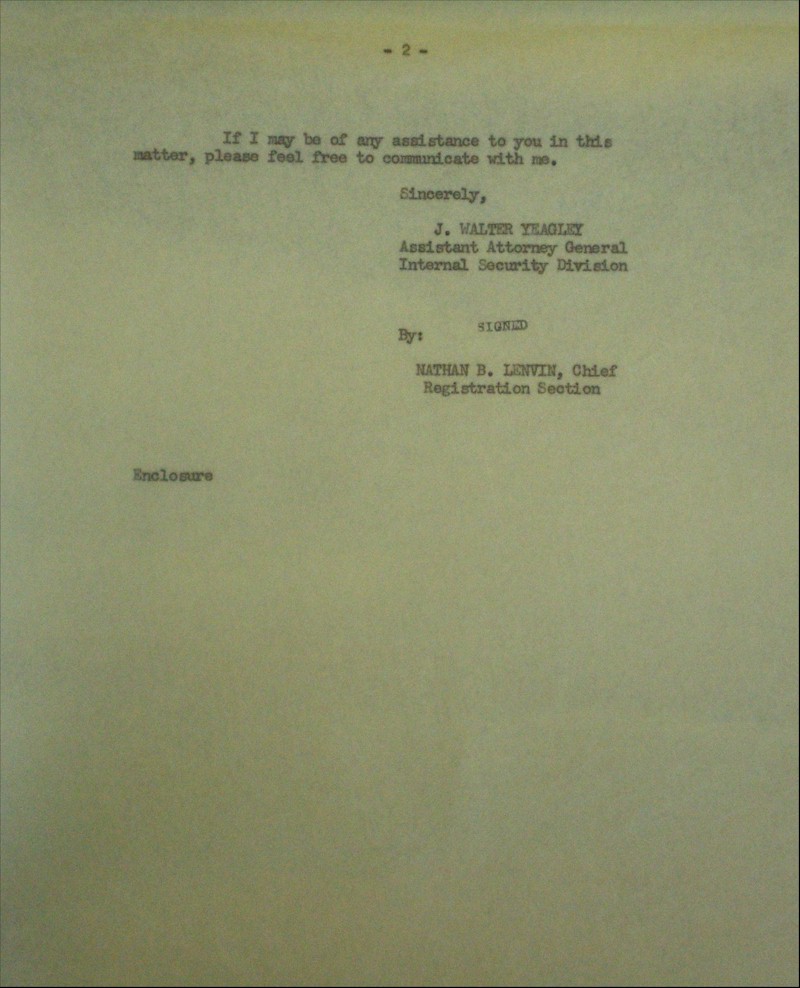 - 2 -
If I may be of any assistance to you in this
matter, please feel free to communicate with me.
Sincerely,
J. WALTER YEAGLEY
Assistant Attorney General
Internal Security Division
SIGNED
By:
NATHAN B. LENVIN, Chief
Registration Section
Enclosure